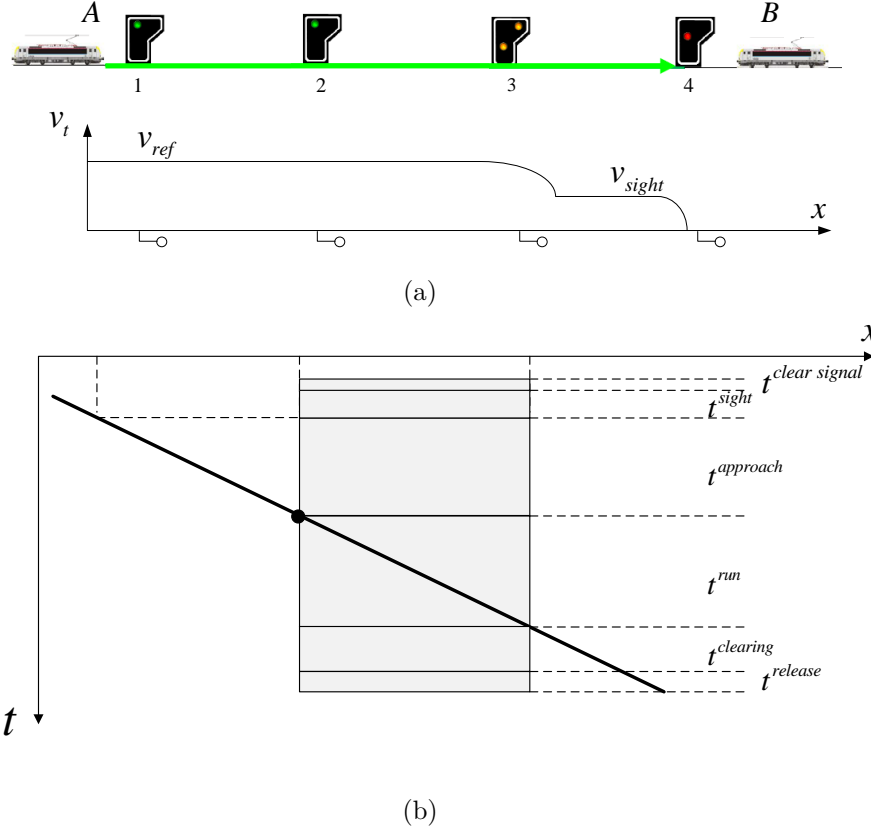 A B
1 2 3 4
v_t
v_ref
v_sight
x
(a)
x
t^clear signal
t^sight
t^approach
t^run
t^clearing
t^release
t
(b)